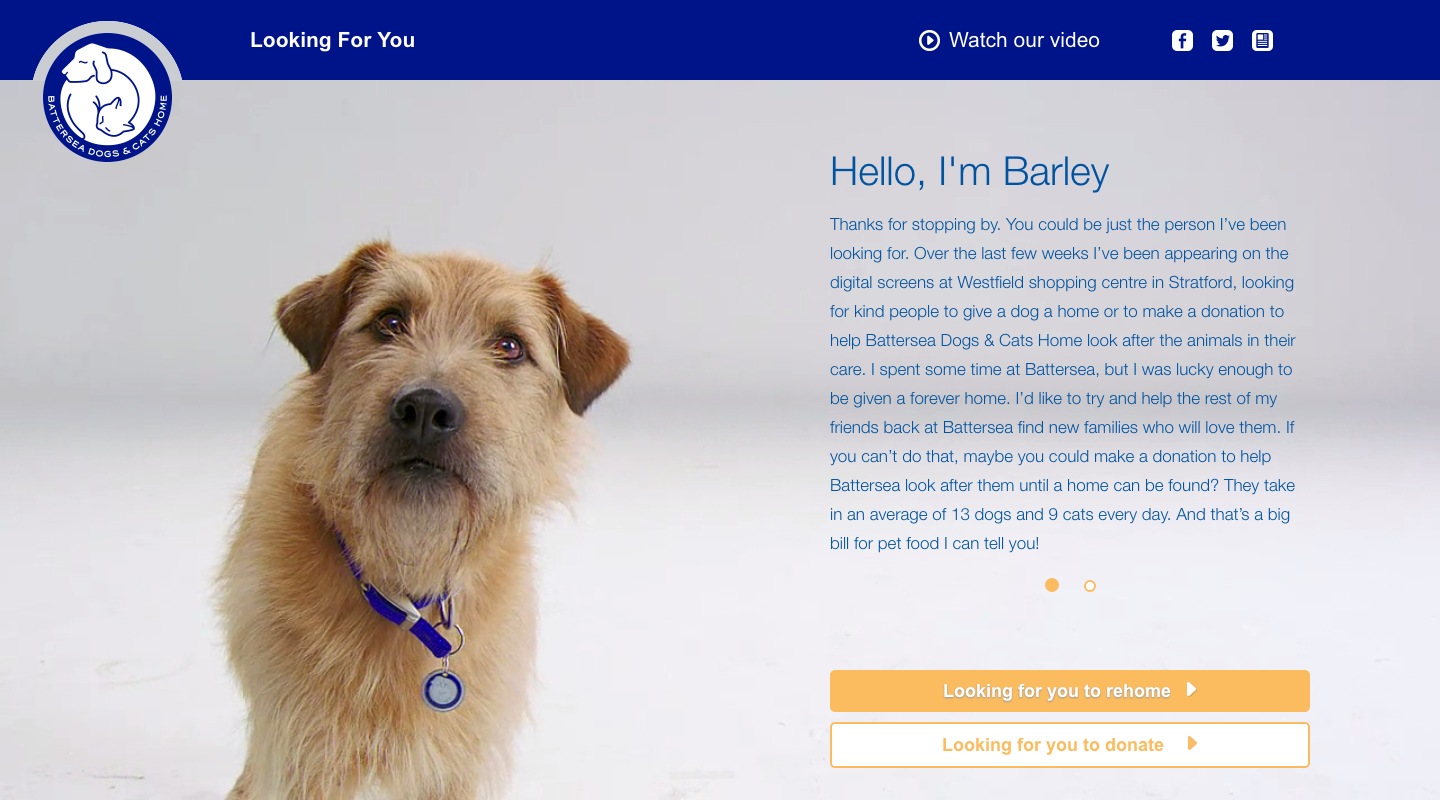 Looking For You
Watch our video
BATTERSEA DOGS & CATS HOME
Hello, I'm Barley
Thanks for stopping by. You could be just the person I’ve been
looking for. Over the last few weeks I’ve been appearing on the
digital screens at Westfield shopping centre in Stratford, looking
for kind people to give a dog a home or to make a donation to
help Battersea Dogs & Cats Home look after the animals in their
care. I spent some time at Battersea, but I was lucky enough to
be given a forever home. I’d like to try and help the rest of my
friends back at Battersea find new families who will love them. If
you can’t do that, maybe you could make a donation to help
Battersea look after them until a home can be found? They take
in an average of 13 dogs and 9 cats every day. And that’s a big
bill for pet food I can tell you!
Looking for you to rehome
Looking for you to donate